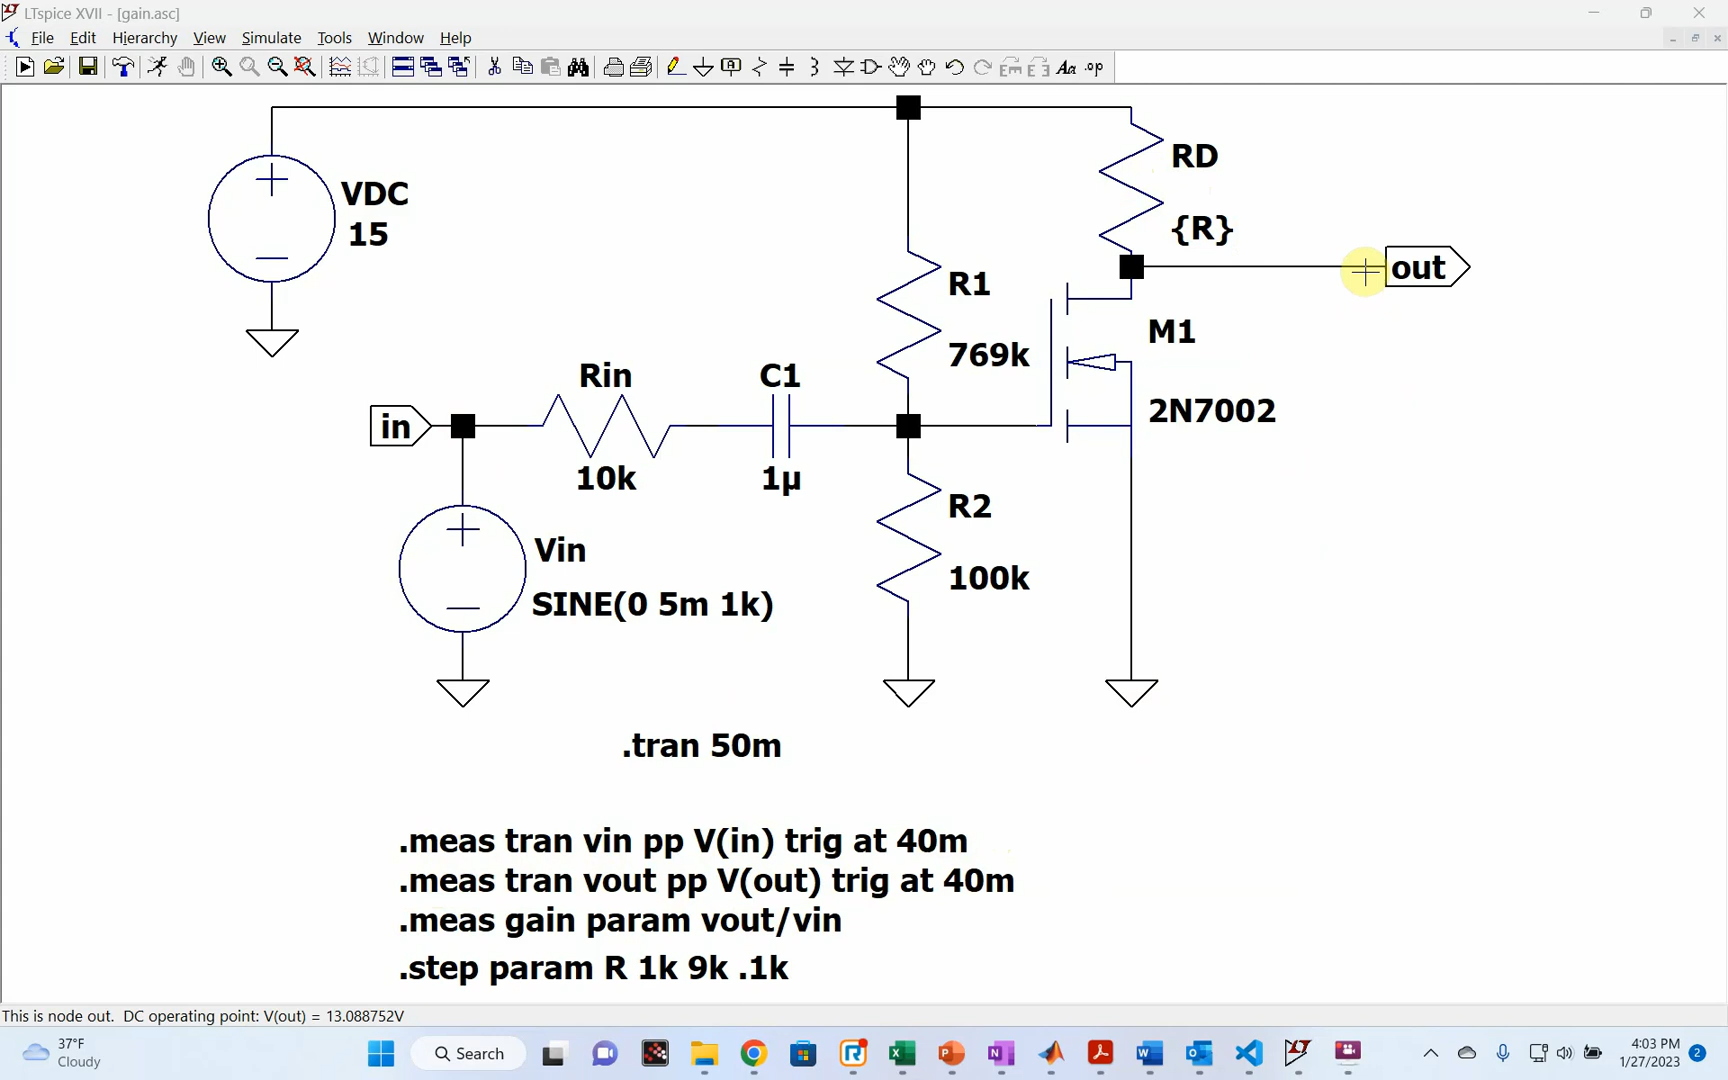 LTspice XVII - [gain.asc]
File Edit Hierarchy View Simulate Tools Window Help
VDC
15
RD
{R}
out
R1
769k
M1
2N7002
Rin
10k
C1
1µ
in
Vin
SINE(0 5m 1k)
R2
100k
.tran 50m
.meas tran vin pp V(in) trig at 40m
.meas tran vout pp V(out) trig at 40m
.meas gain param vout/vin
.step param R 1k 9k .1k
This is node out. DC operating point: V(out) = 13.088752V
37°F
Cloudy
Search
4:03 PM
1/27/2023
2